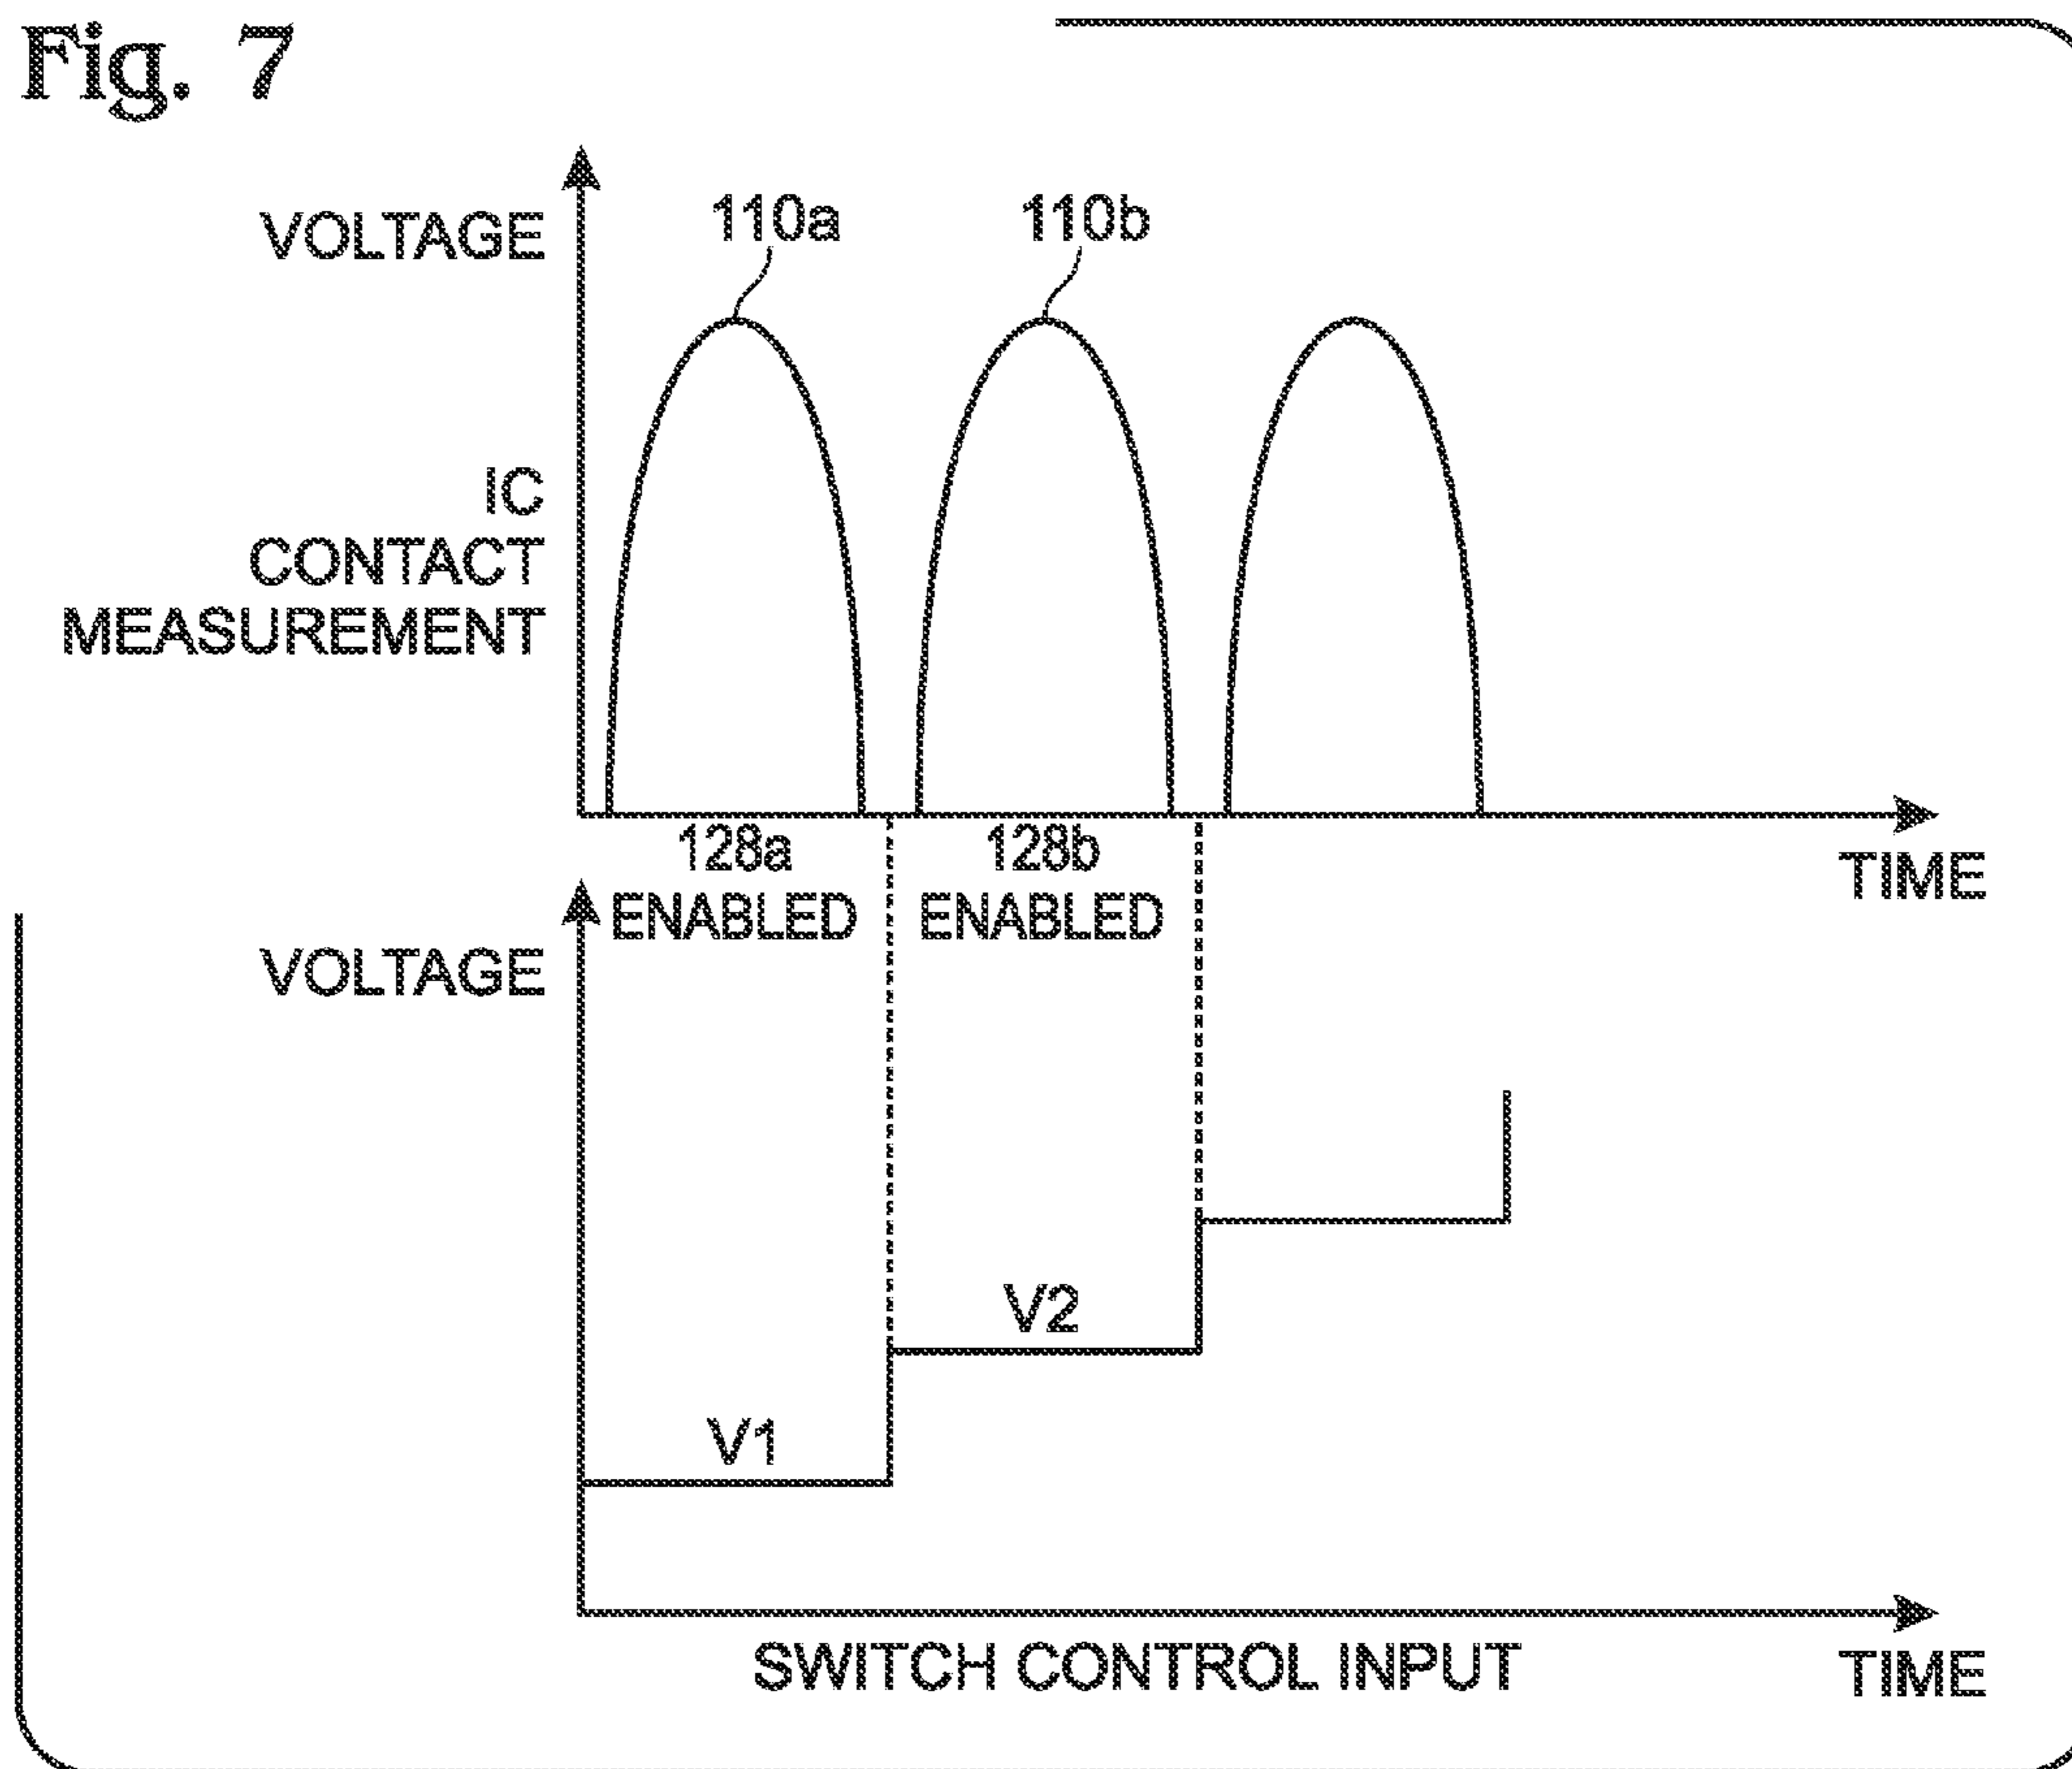 Fig. 7
VOLTAGE
110a
110b
IC
CONTACT
MEASUREMENT
128a
ENABLED
128b
ENABLED
TIME
VOLTAGE
V2
V1
SWITCH CONTROL INPUT
TIME